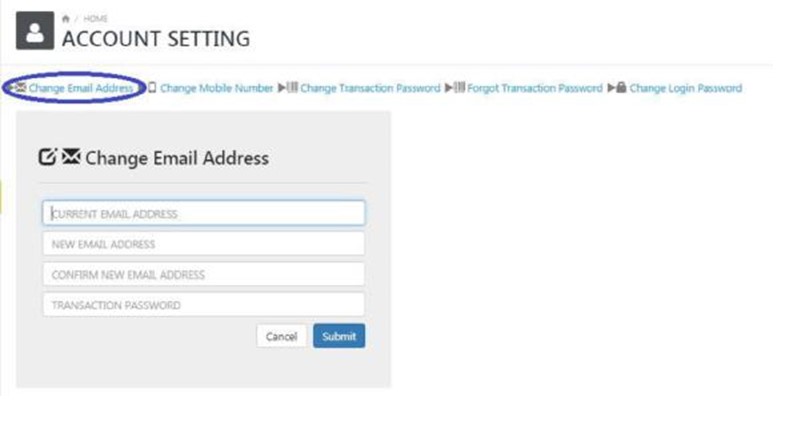 / HOME
ACCOUNT SETTING
Change Email Address Change Mobile Number Change Transaction Password Forgot Transaction Password Change Login Password
Change Email Address
CURRENT EMAIL ADDRESS
NEW EMAIL ADDRESS
CONFIRM NEW EMAIL ADDRESS
TRANSACTION PASSWORD
Cancel Submit